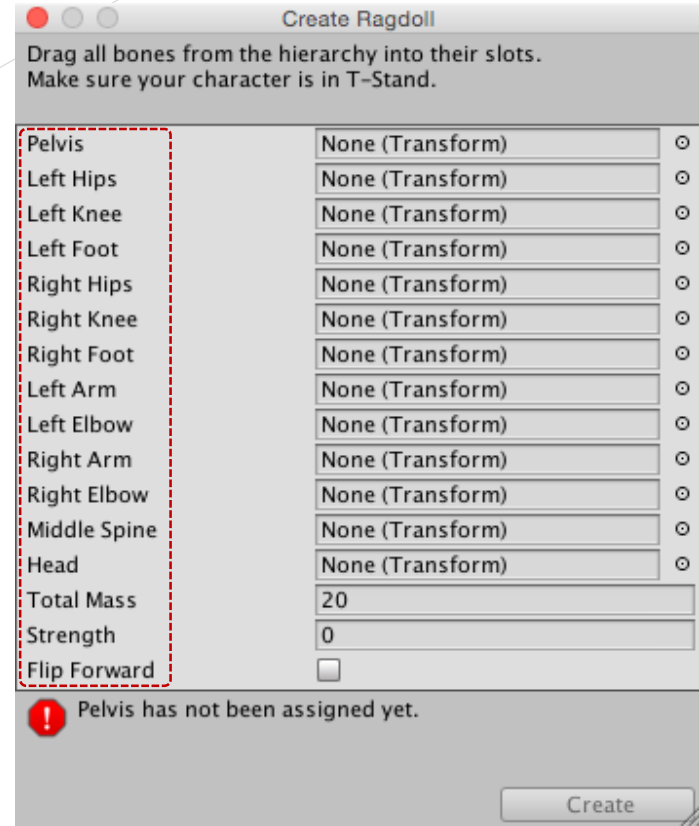 Create Ragdoll
Drag all bones from the hierarchy into their slots.
Make sure your character is in T-Stand.
Pelvis None (Transform)
Left Hips None (Transform)
Left Knee None (Transform)
Left Foot None (Transform)
Right Hips None (Transform)
Right Knee None (Transform)
Right Foot None (Transform)
Left Arm None (Transform)
Left Elbow None (Transform)
Right Arm None (Transform)
Right Elbow None (Transform)
Middle Spine None (Transform)
Head None (Transform)
Total Mass 20
Strength 0
Flip Forward
Pelvis has not been assigned yet.
Create